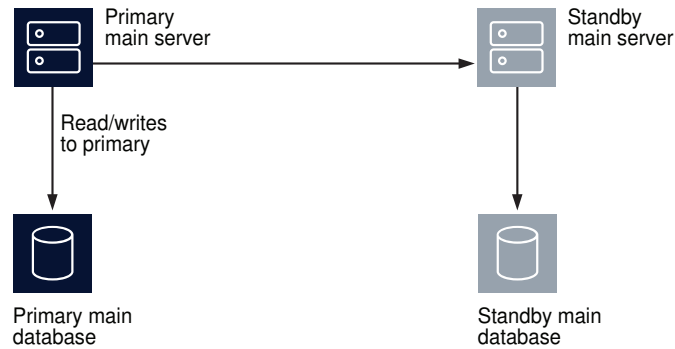 Primary
main server
Standby
main server
Read/writes
to primary
Primary main
database
Standby main
database